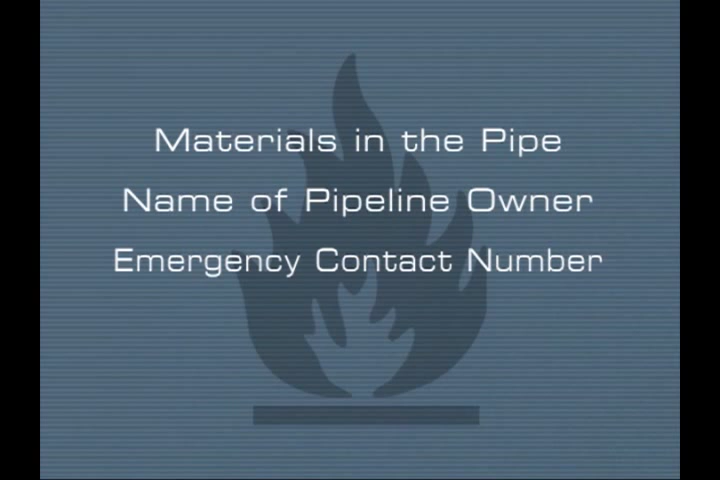 Materials in the Pipe
Name of Pipeline Owner
Emergency Contact Number